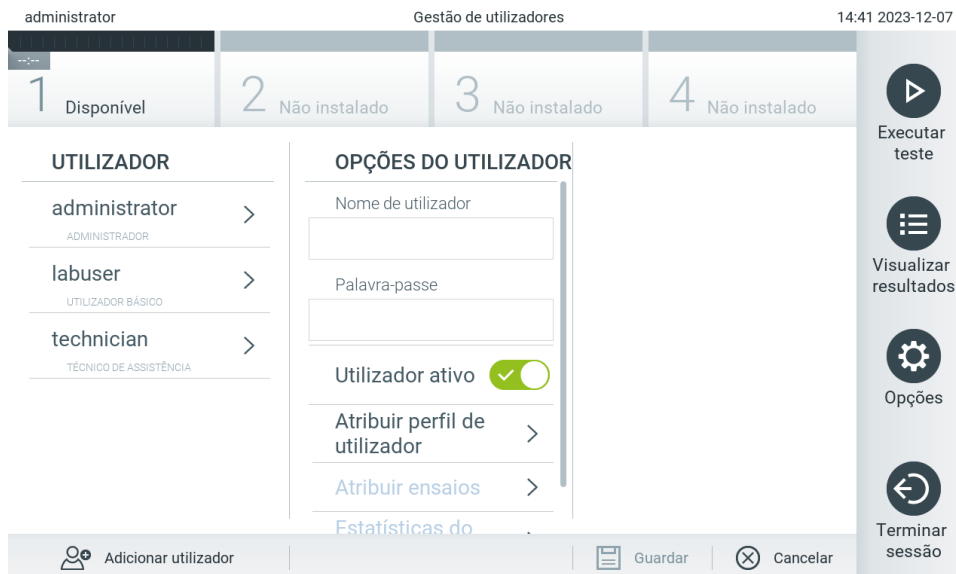 administrator
Gestão de utilizadores
14:41 2023-12-07
--:--
1 Disponível
2 Não instalado
3 Não instalado
4 Não instalado
UTILIZADOR
administrator
ADMINISTRADOR
labuser
UTILIZADOR BÁSICO
technician
TÉCNICO DE ASSISTÊNCIA
OPÇÕES DO UTILIZADOR
Nome de utilizador
Palavra-passe
Utilizador ativo
Atribuir perfil de
utilizador
Atribuir ensaios
Estatísticas do
Executar
teste
Visualizar
resultados
Opções
Terminar
sessão
Adicionar utilizador
Guardar
Cancelar